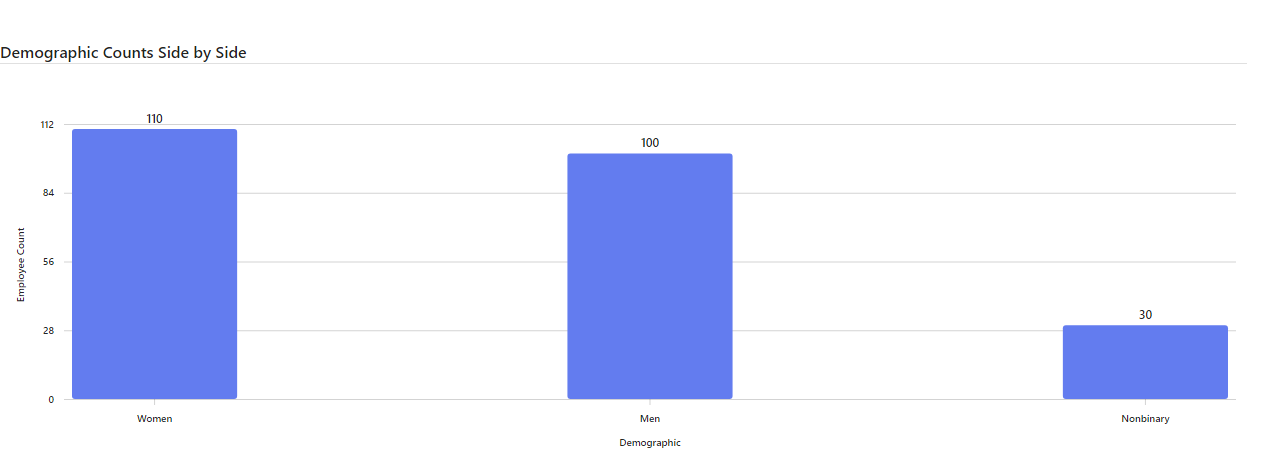 Demographic Counts Side by Side
110
100
30
112
84
56
28
0
Employee Count
Women
Men
Nonbinary
Demographic